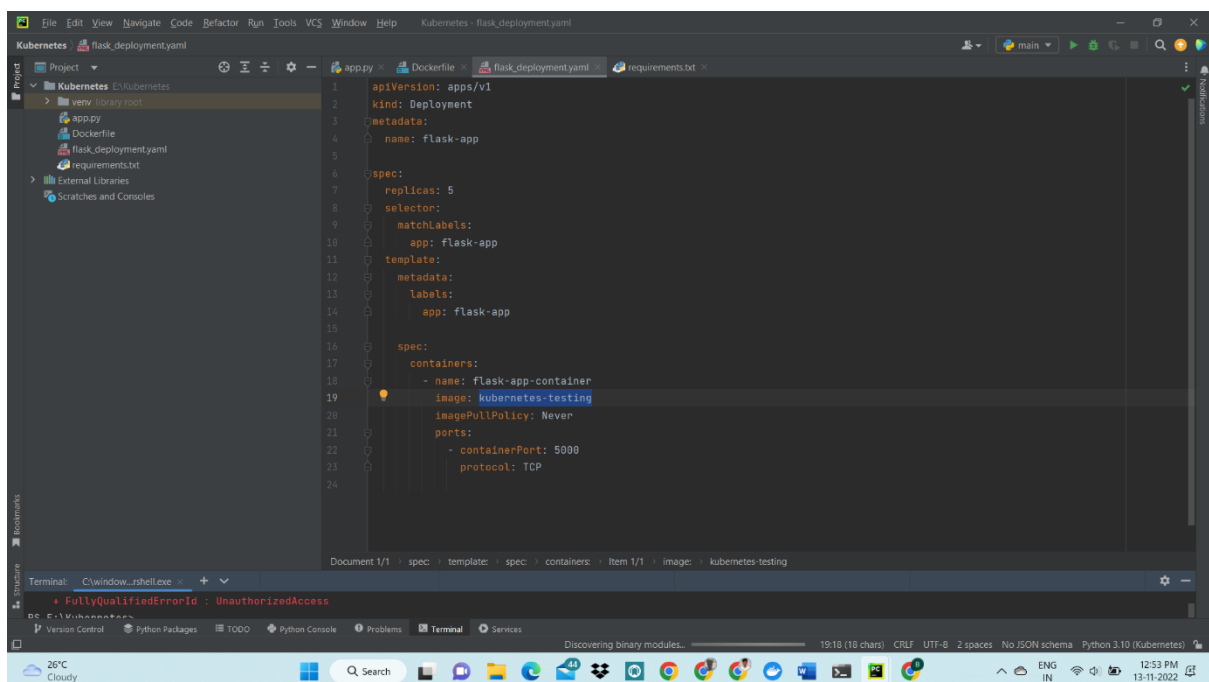 File Edit View Navigate Code Refactor Run Tools VCS Window Help Kubernetes - flask_deployment.yaml
Kubernetes flask_deployment.yaml main
Project
app.py Dockerfile flask_deployment.yaml requirements.txt
Project
Kubernetes E:\Kubernetes
venv library root
app.py
Dockerfile
flask_deployment.yaml
requirements.txt
External Libraries
Scratches and Consoles
Notifications
1 apiVersion: apps/v1
2 kind: Deployment
3 metadata:
4 name: flask-app
5
6 spec:
7 replicas: 5
8 selector:
9 matchLabels:
10 app: flask-app
11 template:
12 metadata:
13 labels:
14 app: flask-app
15
16 spec:
17 containers:
18 - name: flask-app-container
19 image: kubernetes-testing
20 imagePullPolicy: Never
21 ports:
22 - containerPort: 5000
23 protocol: TCP
24
Bookmarks
Structure
Document 1/1 spec: template: spec: containers: Item 1/1 image: kubernetes-testing
Terminal: C:\window...rshell.exe
+ FullyQualifiedErrorId : UnauthorizedAccess
PS E:\Kubernetes>
Version Control Python Packages TODO Python Console Problems Terminal Services
Discovering binary modules... 19:18 (18 chars) CRLF UTF-8 2 spaces No JSON schema Python 3.10 (Kubernetes)
26°C
Cloudy
Search
44
8
ENG
IN
12:53 PM
13-11-2022